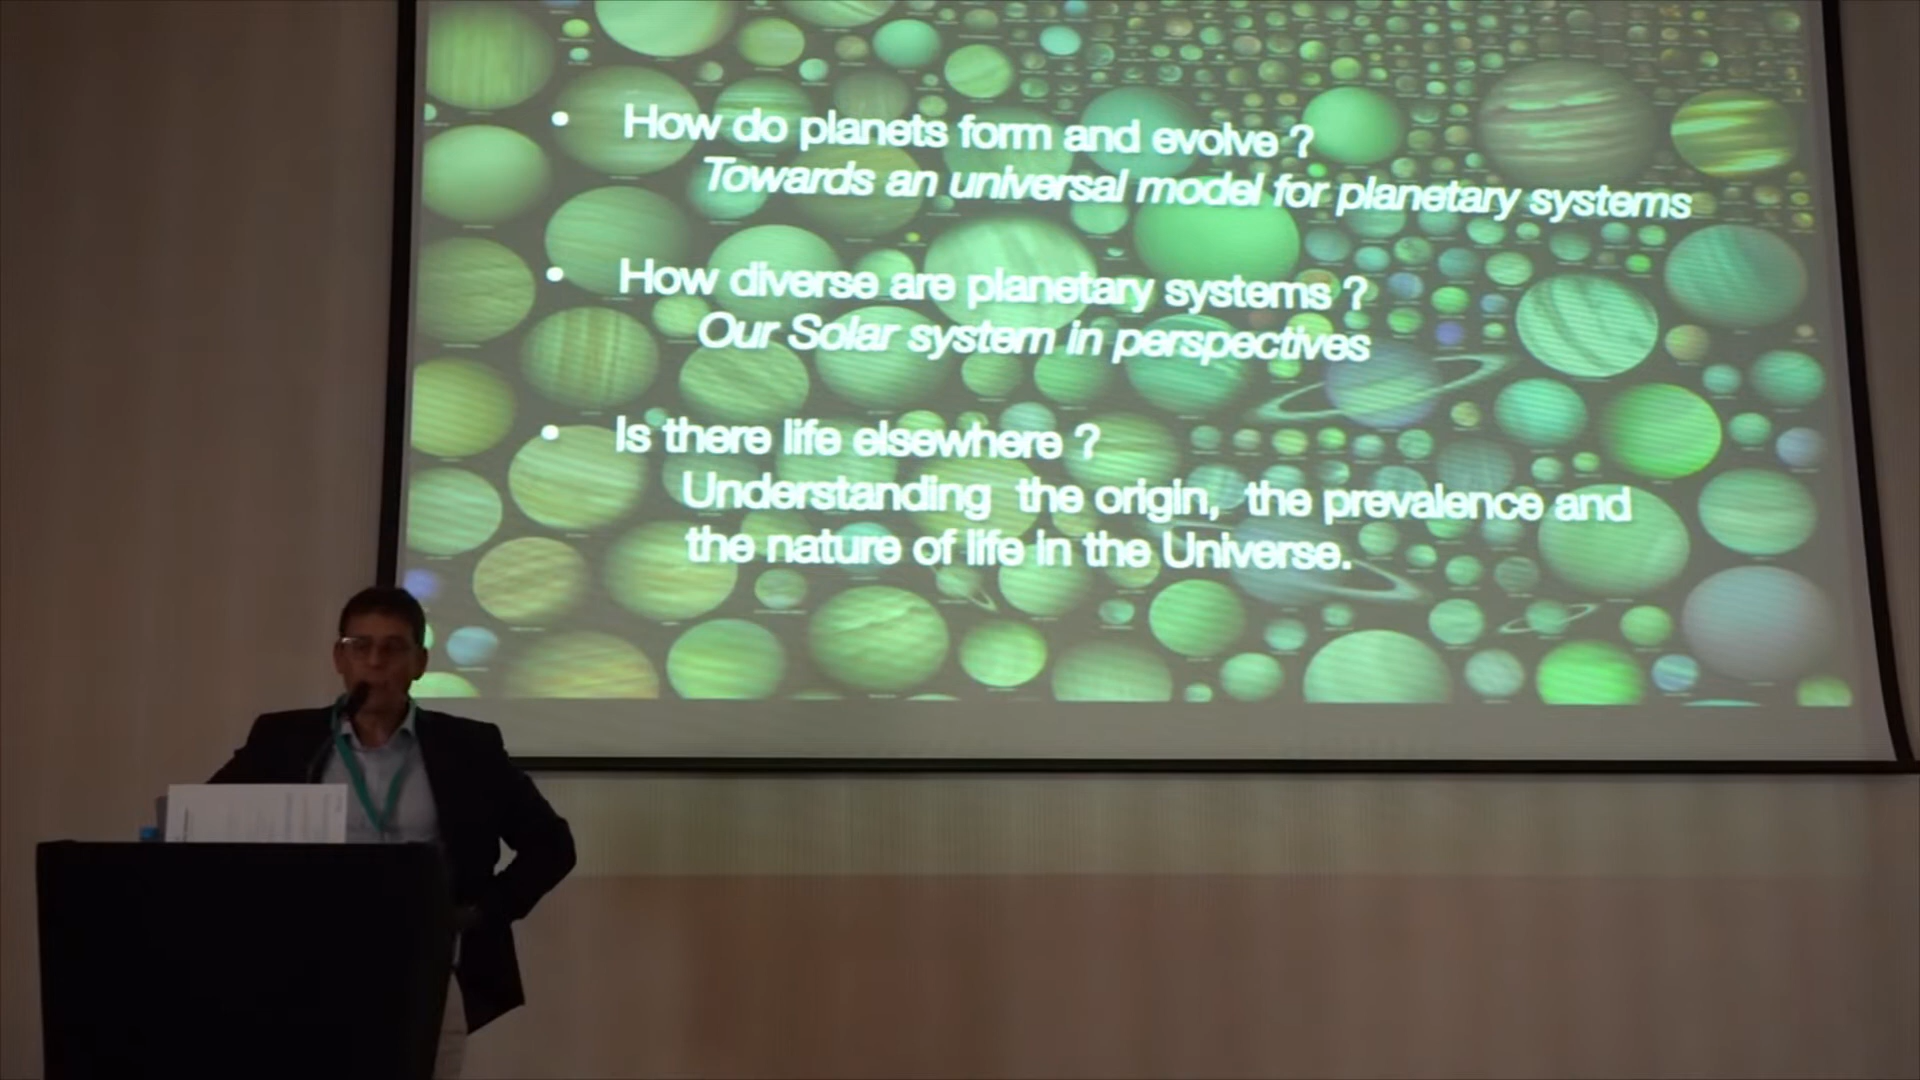 • How do planets form and evolve ?
Towards an universal model for planetary systems
• How diverse are planetary systems ?
Our Solar system in perspectives
• Is there life elsewhere ?
Understanding the origin, the prevalence and
the nature of life in the Universe.